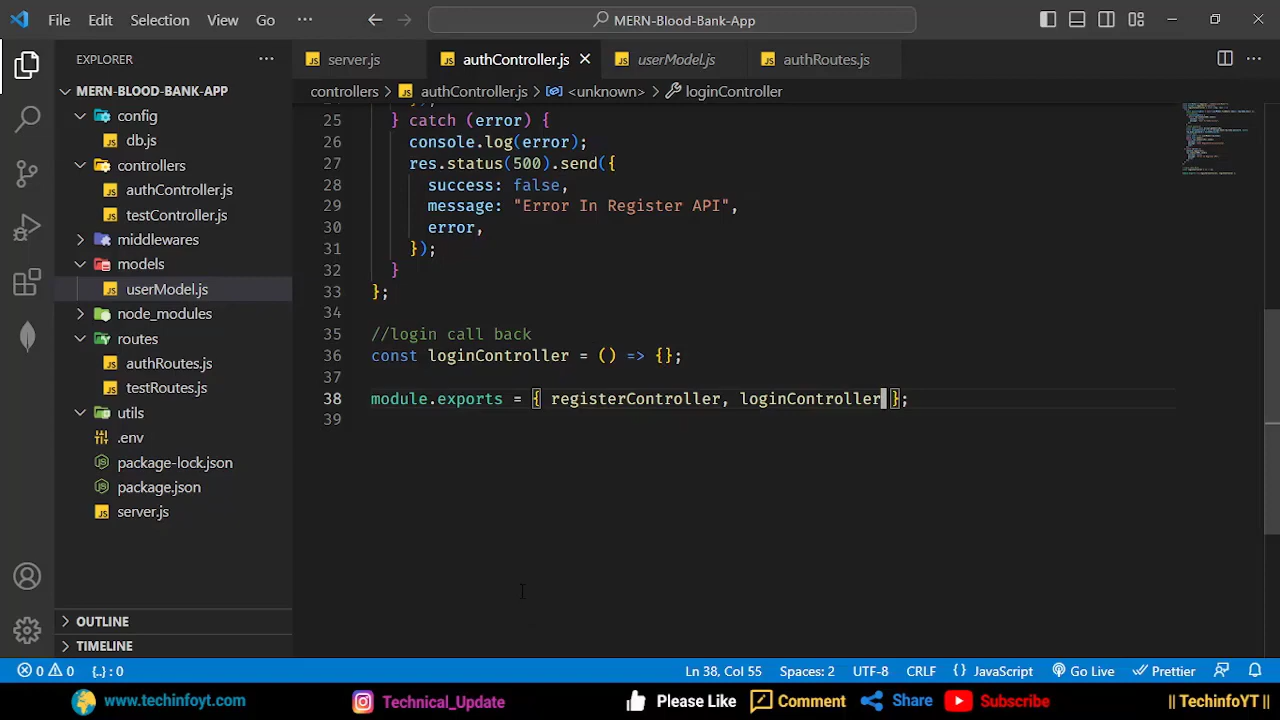 File Edit Selection View Go ··· MERN-Blood-Bank-App
EXPLORER ···
MERN-BLOOD-BANK-APP
config
db.js
controllers
authController.js
testController.js
middlewares
models
userModel.js
node_modules
routes
authRoutes.js
testRoutes.js
utils
.env
package-lock.json
package.json
server.js
OUTLINE
TIMELINE
server.js authController.js userModel.js authRoutes.js
controllers > authController.js > <unknown> > loginController
25 } catch (error) {
26 console.log(error);
27 res.status(500).send({
28 success: false,
29 message: "Error In Register API",
30 error,
31 });
32 }
33 };
34
35 //login call back
36 const loginController = () => {};
37
38 module.exports = { registerController, loginController };
39
0 0 {..} : 0 Ln 38, Col 55 Spaces: 2 UTF-8 CRLF {} JavaScript Go Live Prettier
www.techinfoyt.com Technical_Update Please Like Comment Share Subscribe || TechinfoYT ||